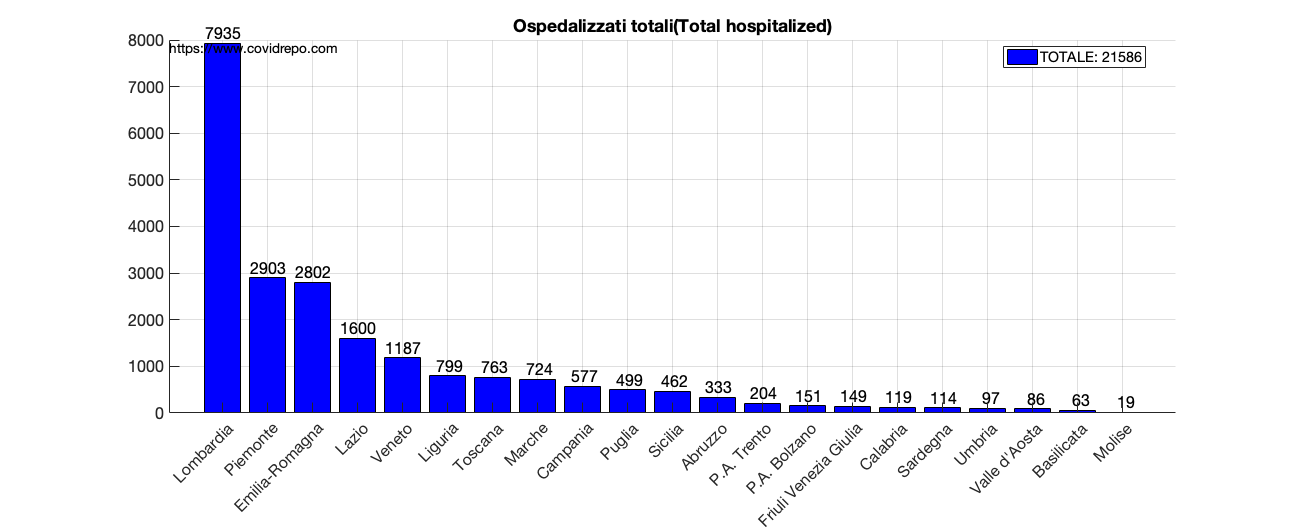 Ospedalizzati totali(Total hospitalized)
https://www.covidrepo.com
TOTALE: 21586
8000
7000
6000
5000
4000
3000
2000
1000
0
7935
2903
2802
1600
1187
799
763
724
577
499
462
333
204
151
149
119
114
97
86
63
19
Lombardia
Piemonte
Emilia-Romagna
Lazio
Veneto
Liguria
Toscana
Marche
Campania
Puglia
Sicilia
Abruzzo
P.A. Trento
P.A. Bolzano
Friuli Venezia Giulia
Calabria
Sardegna
Umbria
Valle d'Aosta
Basilicata
Molise